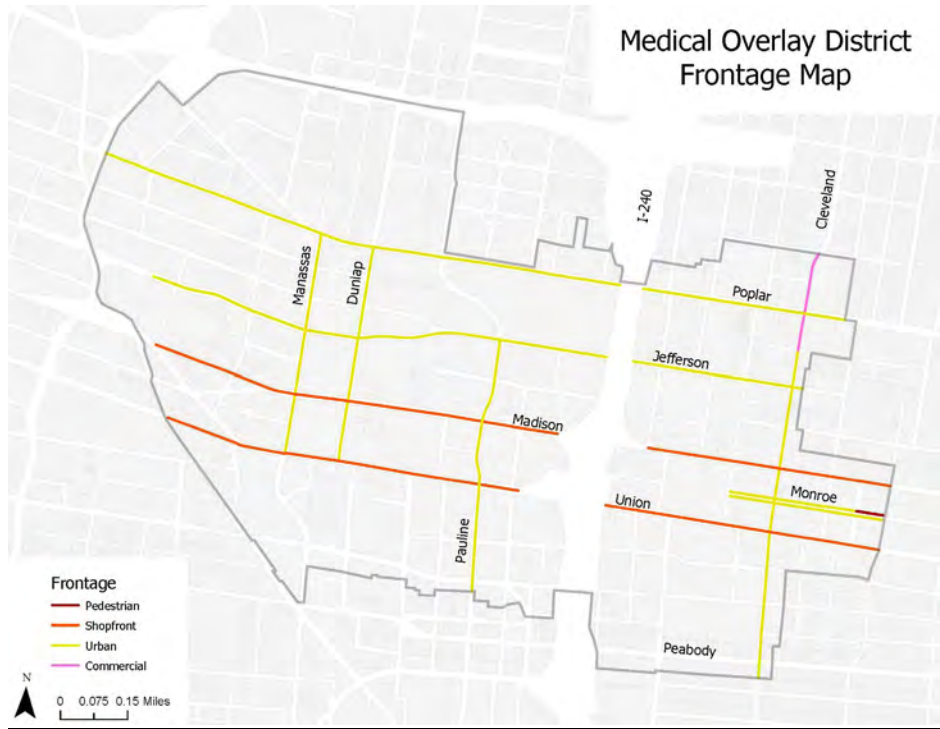 Medical Overlay District
Frontage Map
I-240
Cleveland
Manassas
Dunlap
Poplar
Jefferson
Madison
Monroe
Union
Pauline
Peabody
Frontage
Pedestrian
Shopfront
Urban
Commercial
N
0 0.075 0.15 Miles